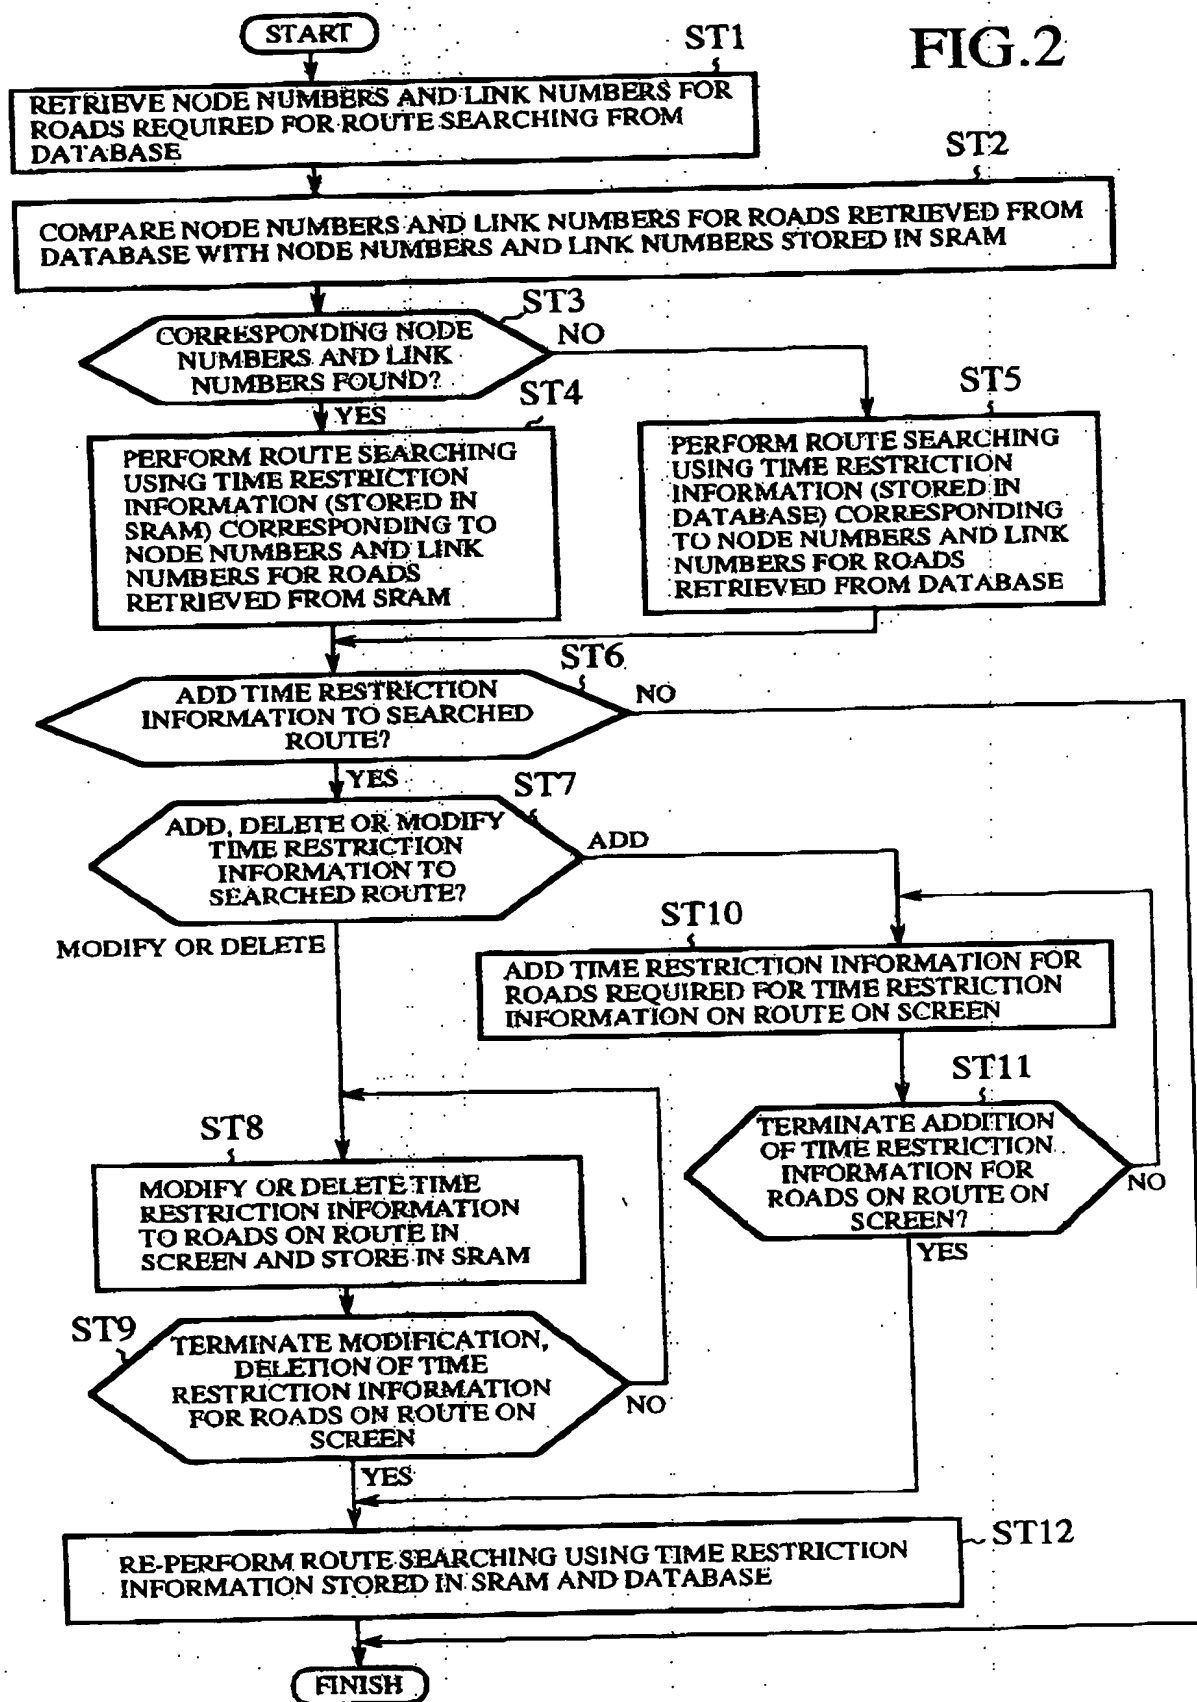 START
ST1
FIG.2
RETRIEVE NODE NUMBERS AND LINK NUMBERS FOR
ROADS REQUIRED FOR ROUTE SEARCHING FROM
DATABASE
ST2
COMPARE NODE NUMBERS AND LINK NUMBERS FOR ROADS RETRIEVED FROM
DATABASE WITH NODE NUMBERS AND LINK NUMBERS STORED IN SRAM
ST3
CORRESPONDING NODE
NUMBERS AND LINK
NUMBERS FOUND?
NO
YES
ST4
PERFORM ROUTE SEARCHING
USING TIME RESTRICTION
INFORMATION (STORED IN
SRAM) CORRESPONDING TO
NODE NUMBERS AND LINK
NUMBERS FOR ROADS
RETRIEVED FROM SRAM
ST5
PERFORM ROUTE SEARCHING
USING TIME RESTRICTION
INFORMATION (STORED IN
DATABASE) CORRESPONDING
TO NODE NUMBERS AND LINK
NUMBERS FOR ROADS
RETRIEVED FROM DATABASE
ST6
ADD TIME RESTRICTION
INFORMATION TO SEARCHED
ROUTE?
NO
YES
ST7
ADD, DELETE OR MODIFY
TIME RESTRICTION
INFORMATION TO
SEARCHED ROUTE?
ADD
MODIFY OR DELETE
ST10
ADD TIME RESTRICTION INFORMATION FOR
ROADS REQUIRED FOR TIME RESTRICTION
INFORMATION ON ROUTE ON SCREEN
ST11
TERMINATE ADDITION
OF TIME RESTRICTION
INFORMATION FOR
ROADS ON ROUTE ON
SCREEN?
NO
YES
ST8
MODIFY OR DELETE TIME
RESTRICTION INFORMATION
TO ROADS ON ROUTE IN
SCREEN AND STORE IN SRAM
ST9
TERMINATE MODIFICATION,
DELETION OF TIME
RESTRICTION INFORMATION
FOR ROADS ON ROUTE ON
SCREEN
NO
YES
ST12
RE-PERFORM ROUTE SEARCHING USING TIME RESTRICTION
INFORMATION STORED IN SRAM AND DATABASE
FINISH